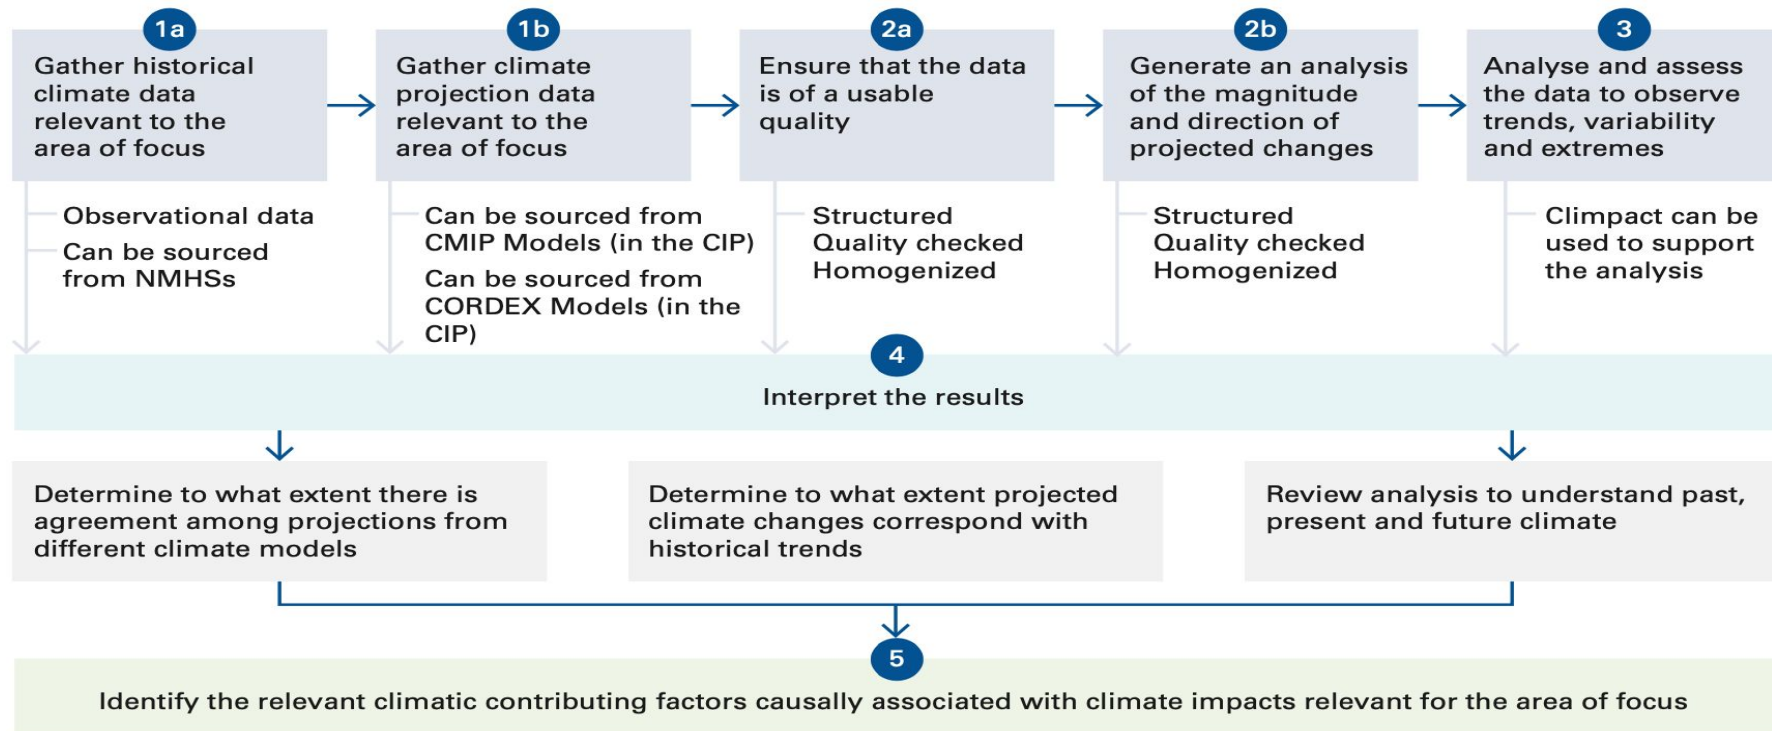 1a
Gather historical
climate data
relevant to the
area of focus
1b
Gather climate
projection data
relevant to the
area of focus
2a
Ensure that the data
is of a usable
quality
2b
Generate an analysis
of the magnitude
and direction of
projected changes
3
Analyse and assess
the data to observe
trends, variability
and extremes
Observational data
Can be sourced
from NMHSs
Can be sourced from
CMIP Models (in the CIP)
Can be sourced from
CORDEX Models (in the
CIP)
Structured
Quality checked
Homogenized
Structured
Quality checked
Homogenized
Climpact can be
used to support
the analysis
4
Interpret the results
Determine to what extent there is
agreement among projections from
different climate models
Determine to what extent projected
climate changes correspond with
historical trends
Review analysis to understand past,
present and future climate
5
Identify the relevant climatic contributing factors causally associated with climate impacts relevant for the area of focus